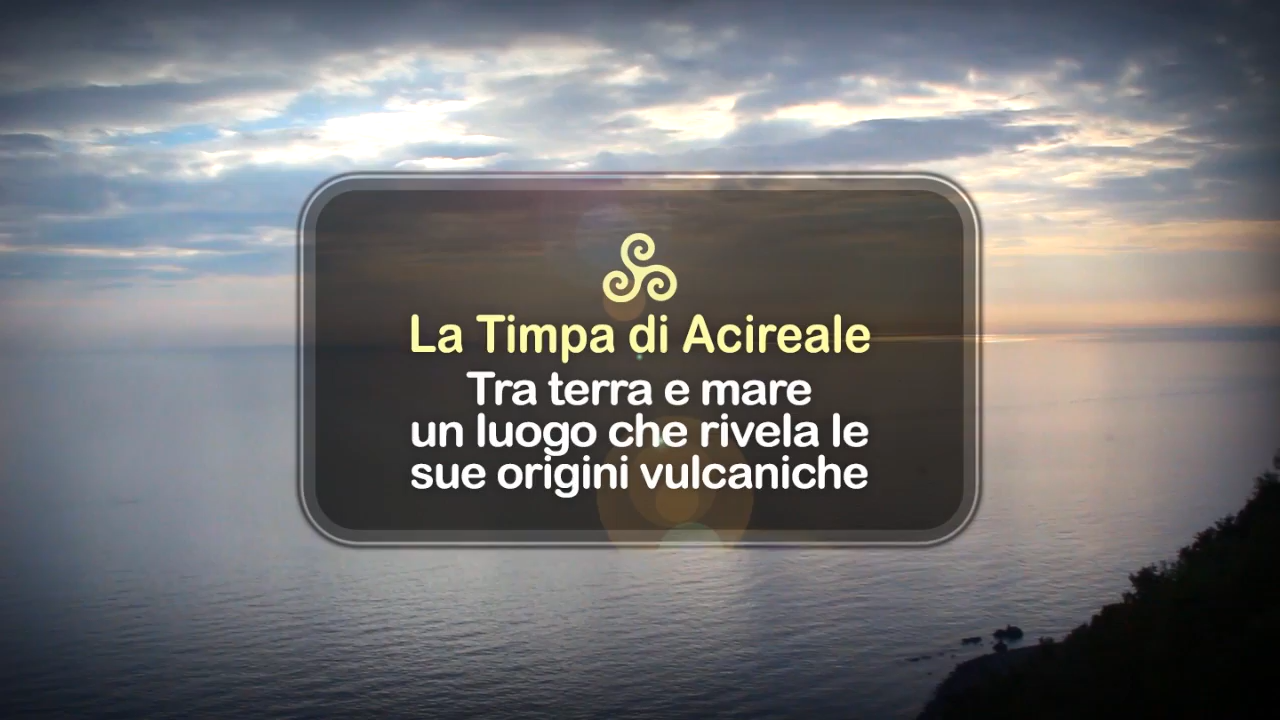 La Timpa di Acireale
Tra terra e mare
un luogo che rivela le
sue origini vulcaniche